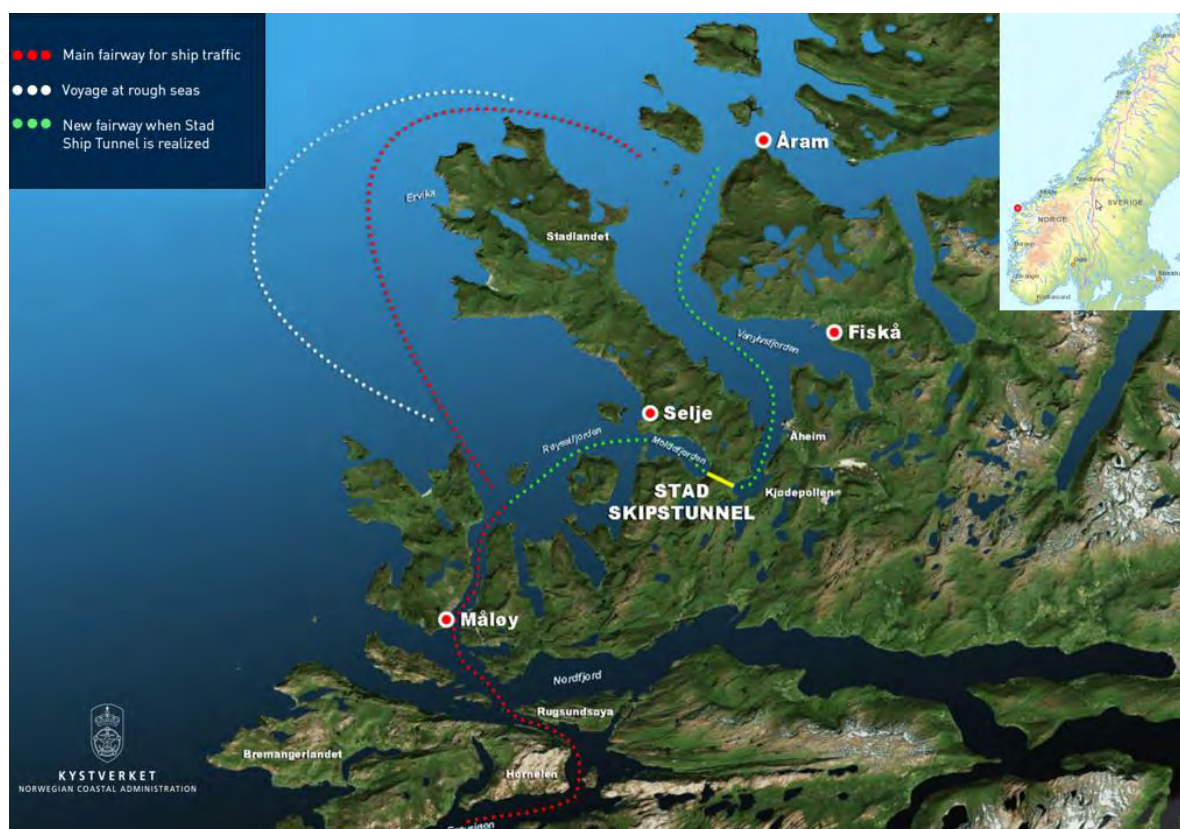 Main fairway for ship traffic
Voyage at rough seas
New fairway when Stad
Ship Tunnel is realized
Åram
Ervika
Stadlandet
Fiskå
Vanylvsfjorden
Selje
Røysetfjorden
Moldefjorden
Åheim
STAD
SKIPSTUNNEL
Kjødepollen
Måløy
Nordfjord
Rugsundsøya
Bremangerlandet
Hornelen
KYSTVERKET
NORWEGIAN COASTAL ADMINISTRATION
NORGE
SVERIGE